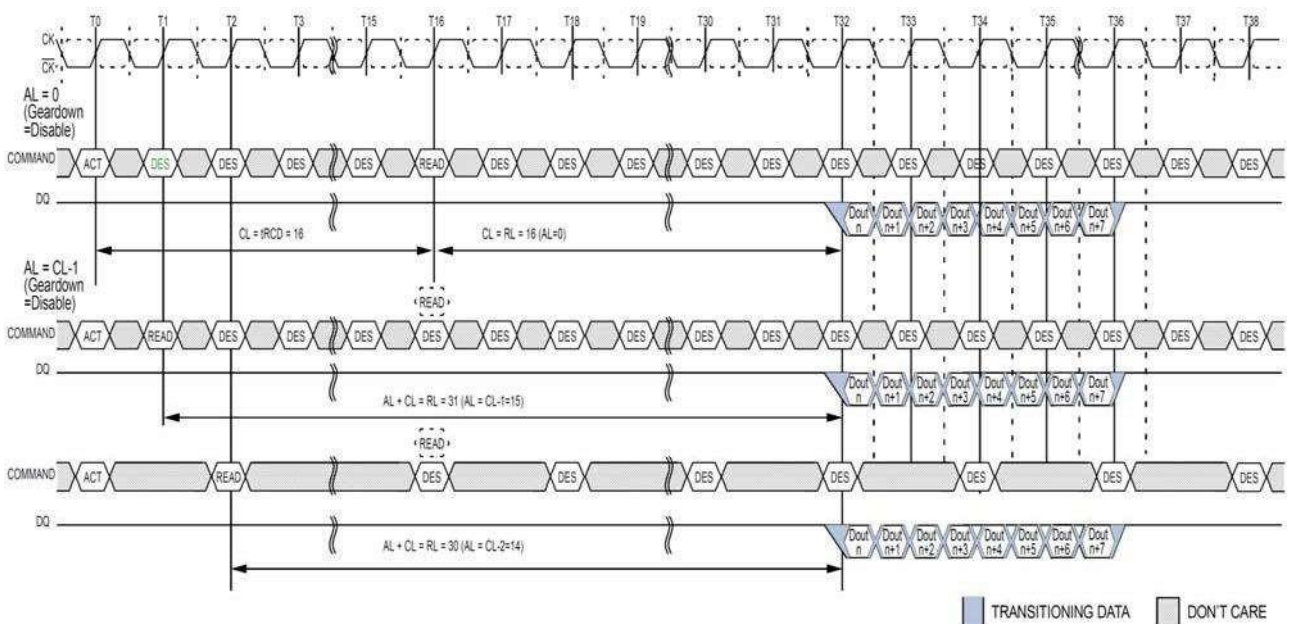 T0 T1 T2 T3 T15 T16 T17 T18 T19 T30 T31 T32 T33 T34 T35 T36 T37 T38
CK
CK
AL = 0
(Geardown
=Disable)
COMMAND ACT DES DES DES DES READ DES DES DES DES DES DES DES DES DES DES DES
DQ
Dout n Dout n+1 Dout n+2 Dout n+3 Dout n+4 Dout n+5 Dout n+6 Dout n+7
CL = tRCD = 16 CL = RL = 16 (AL=0)
AL = CL-1
(Geardown
=Disable)
READ
COMMAND ACT READ DES DES DES DES DES DES DES DES DES DES DES DES DES DES DES
DQ
Dout n Dout n+1 Dout n+2 Dout n+3 Dout n+4 Dout n+5 Dout n+6 Dout n+7
AL + CL = RL = 31 (AL = CL-1=15)
READ
COMMAND ACT READ DES DES DES DES DES DES DES
DQ
Dout n Dout n+1 Dout n+2 Dout n+3 Dout n+4 Dout n+5 Dout n+6 Dout n+7
AL + CL = RL = 30 (AL = CL-2=14)
TRANSITIONING DATA DON'T CARE